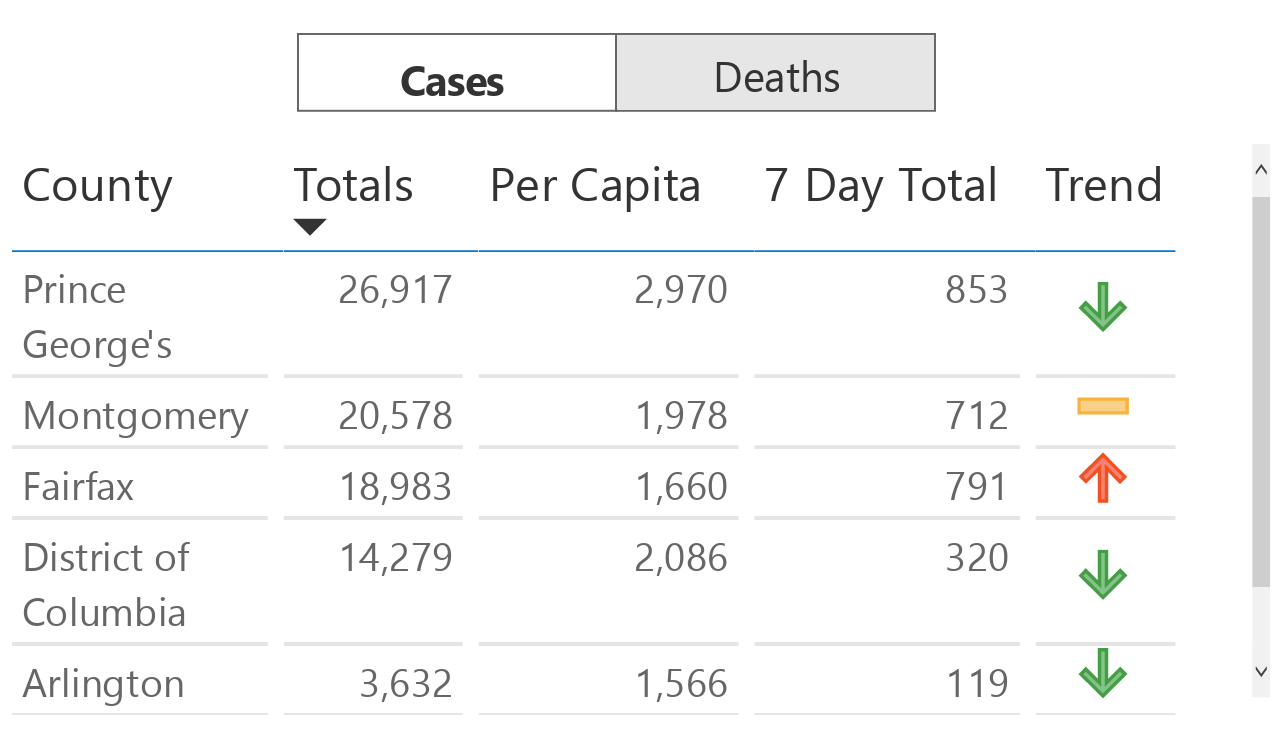 Cases Deaths
County Totals Per Capita 7 Day Total Trend
Prince 26,917 2,970 853
George's
Montgomery 20,578 1,978 712
Fairfax 18,983 1,660 791
District of 14,279 2,086 320
Columbia
Arlington 3,632 1,566 119